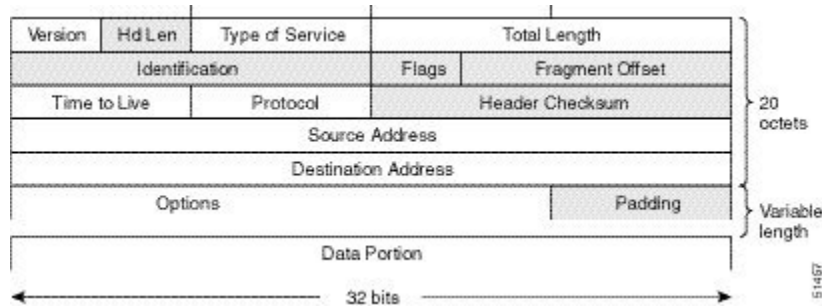 Version Hd Len Type of Service Total Length
Identification Flags Fragment Offset
Time to Live Protocol Header Checksum
20
octets
Source Address
Destination Address
Options Padding
Variable
length
Data Portion
32 bits
51457